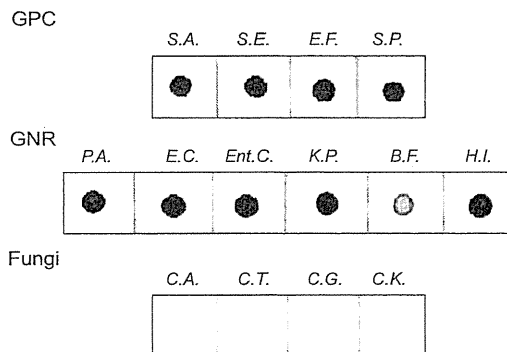 GPC
S.A. S.E. E.F. S.P.
GNR
P.A. E.C. Ent.C. K.P. B.F. H.I.
Fungi
C.A. C.T. C.G. C.K.